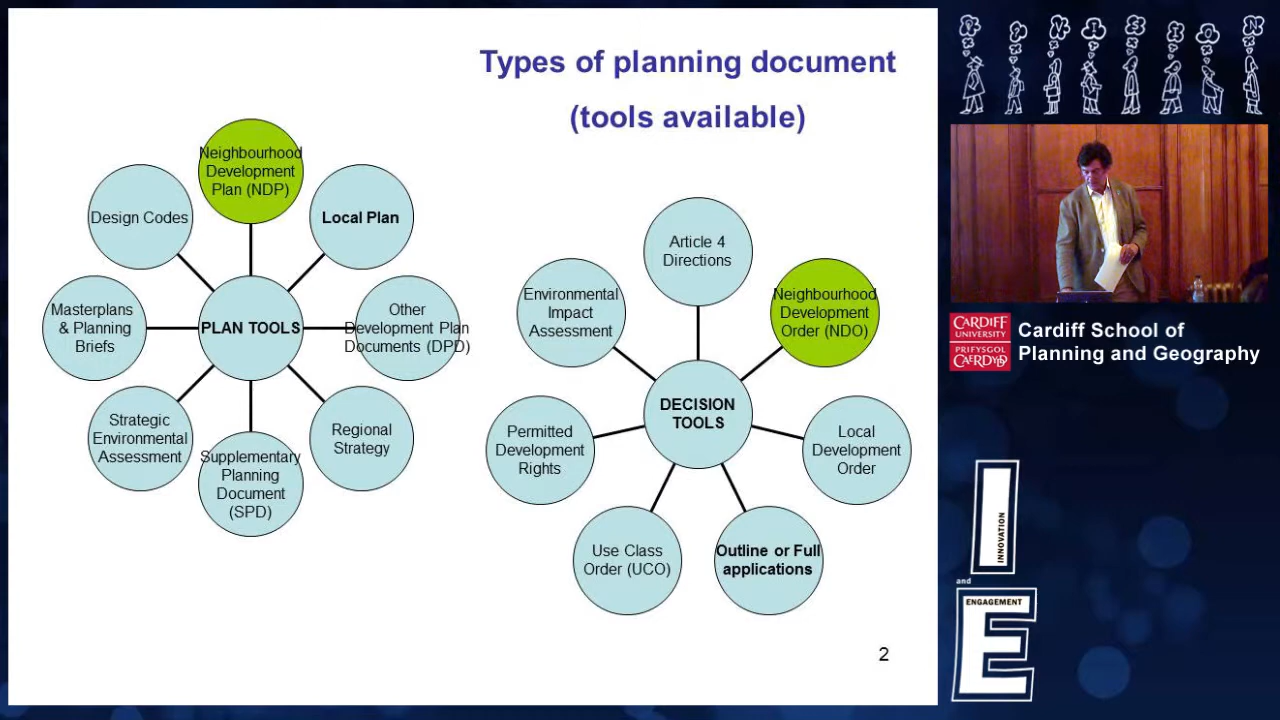 Types of planning document
(tools available)
Neighbourhood
Development
Plan (NDP)
Design Codes
Local Plan
Masterplans
& Planning
Briefs
PLAN TOOLS
Other
Development Plan
Documents (DPD)
Strategic
Environmental
Assessment
Supplementary
Planning
Document
(SPD)
Regional
Strategy
Article 4
Directions
Environmental
Impact
Assessment
Neighbourhood
Development
Order (NDO)
DECISION
TOOLS
Permitted
Development
Rights
Local
Development
Order
Use Class
Order (UCO)
Outline or Full
applications
2
CARDIFF
UNIVERSITY
PRIFYSGOL
CAERDYDD
Cardiff School of
Planning and Geography
I
INNOVATION
and
ENGAGEMENT
E